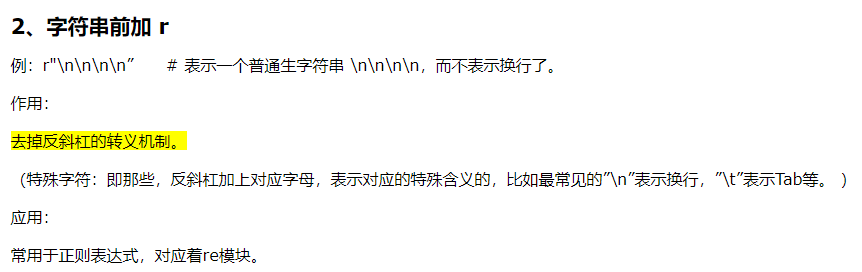 2、字符串前加 r
例：r"\n\n\n\n” # 表示一个普通生字符串 \n\n\n\n，而不表示换行了。
作用：
去掉反斜杠的转义机制。
（特殊字符：即那些，反斜杠加上对应字母，表示对应的特殊含义的，比如最常见的”\n”表示换行，”\t”表示Tab等。 ）
应用：
常用于正则表达式，对应着re模块。